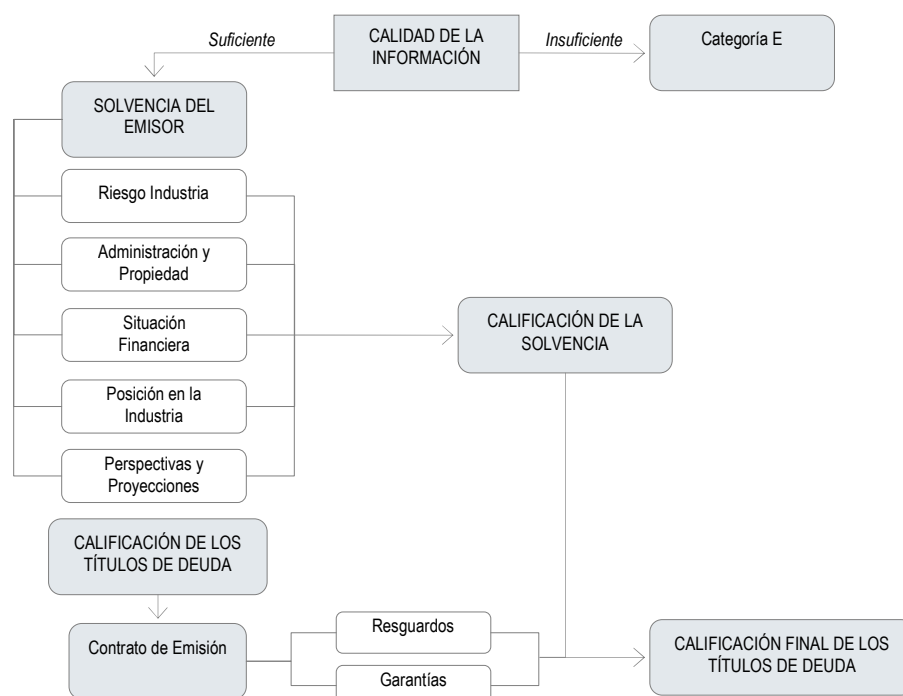 Suficiente
CALIDAD DE LA
INFORMACIÓN
Insuficiente
Categoría E
SOLVENCIA DEL
EMISOR
Riesgo Industria
Administración y
Propiedad
Situación
Financiera
Posición en la
Industria
Perspectivas y
Proyecciones
CALIFICACIÓN DE LA
SOLVENCIA
CALIFICACIÓN DE LOS
TÍTULOS DE DEUDA
Contrato de Emisión
Resguardos
Garantías
CALIFICACIÓN FINAL DE LOS
TÍTULOS DE DEUDA